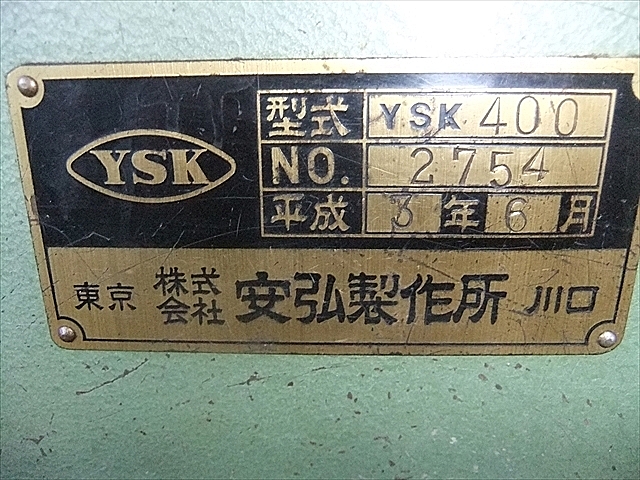 YSK
型式 YSK 400
NO. 2754
平成 3 年 6 月
東京 株式会社 安弘製作所 川口